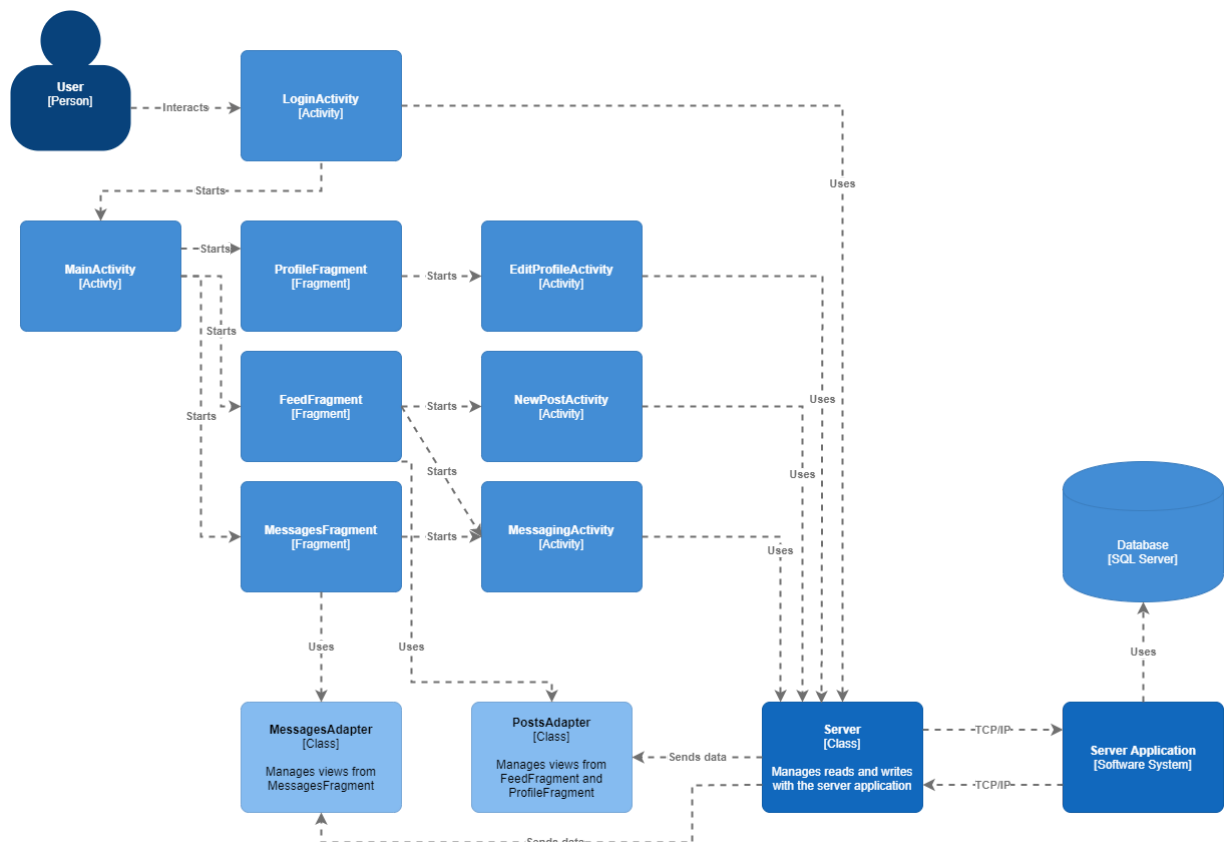 User
[Person]
Interacts
LoginActivity
[Activity]
Uses
Starts
MainActivity
[Activty]
Starts
ProfileFragment
[Fragment]
Starts
EditProfileActivity
[Activity]
Starts
Uses
FeedFragment
[Fragment]
Starts
NewPostActivity
[Activity]
Starts
Starts
Uses
MessagesFragment
[Fragment]
Starts
MessagingActivity
[Activity]
Uses
Database
[SQL Server]
Uses
Uses
Uses
MessagesAdapter
[Class]
Manages views from
MessagesFragment
PostsAdapter
[Class]
Manages views from
FeedFragment and
ProfileFragment
Sends data
Server
[Class]
Manages reads and writes
with the server application
TCP/IP
TCP/IP
Server Application
[Software System]
Sends data